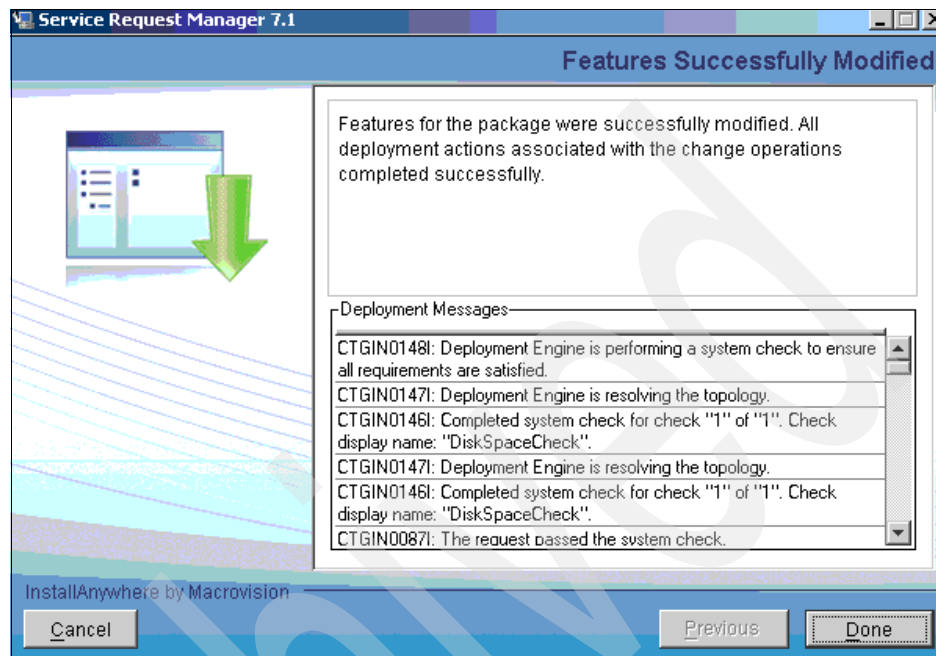 Service Request Manager 7.1
Features Successfully Modified
Features for the package were successfully modified. All
deployment actions associated with the change operations
completed successfully.
Deployment Messages
CTGIN0148I: Deployment Engine is performing a system check to ensure
all requirements are satisfied.
CTGIN0147I: Deployment Engine is resolving the topology.
CTGIN0146I: Completed system check for check "1" of "1". Check
display name: "DiskSpaceCheck".
CTGIN0147I: Deployment Engine is resolving the topology.
CTGIN0146I: Completed system check for check "1" of "1". Check
display name: "DiskSpaceCheck".
CTGIN0087I: The request passed the system check.
InstallAnywhere by Macrovision
Cancel
Previous
Done